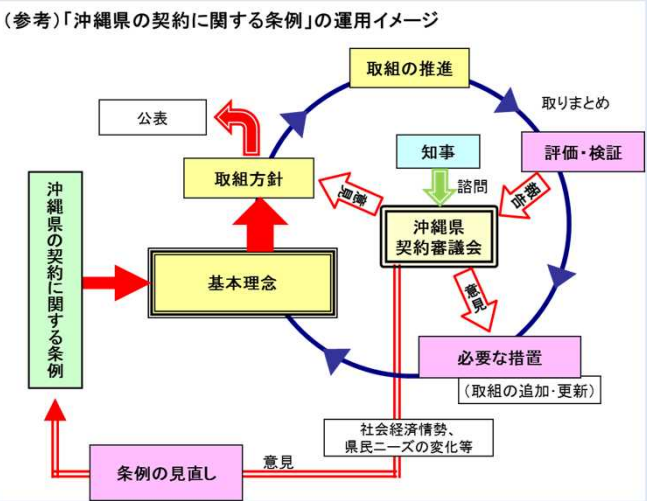 (参考)「沖縄県の契約に関する条例」の運用イメージ
取組の推進
取りまとめ
公表
知事
評価・検証
諮問
報告
取組方針
意見
沖縄県の契約に関する条例
沖縄県
契約審議会
基本理念
意見
必要な措置
(取組の追加・更新)
社会経済情勢、
県民ニーズの変化等
条例の見直し
意見